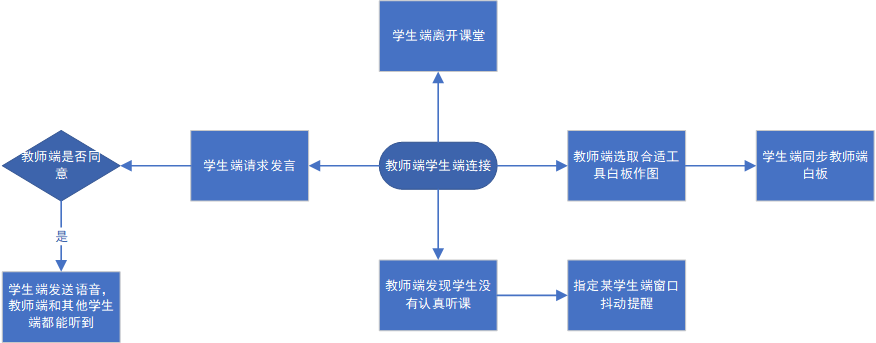 学生端离开课堂
教师端是否同
意
学生端请求发言
教师端学生端连接
教师端选取合适工
具白板作图
学生端同步教师端
白板
是
学生端发送语音，
教师端和其他学生
端都能听到
教师端发现学生没
有认真听课
指定某学生端窗口
抖动提醒